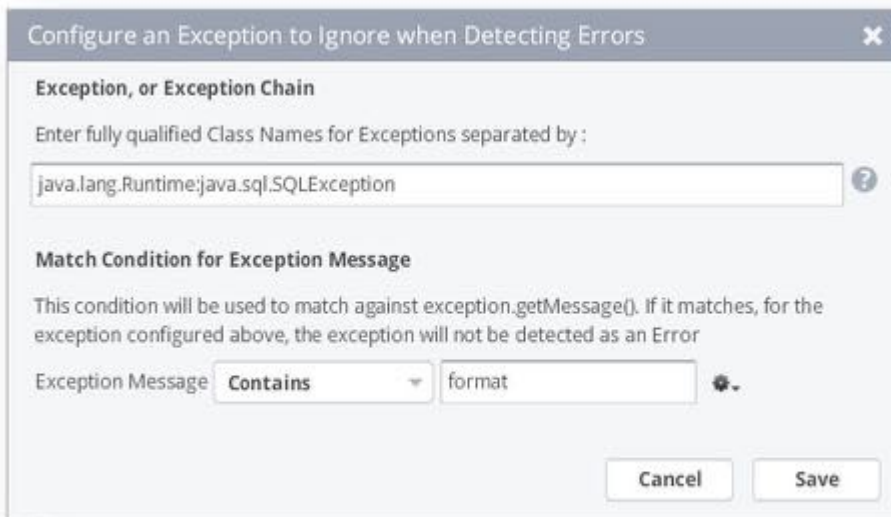 Configure an Exception to Ignore when Detecting Errors
Exception, or Exception Chain
Enter fully qualified Class Names for Exceptions separated by :
java.lang.Runtime:java.sql.SQLException
Match Condition for Exception Message
This condition will be used to match against exception.getMessage(). If it matches, for the
exception configured above, the exception will not be detected as an Error
Exception Message Contains format
Cancel Save